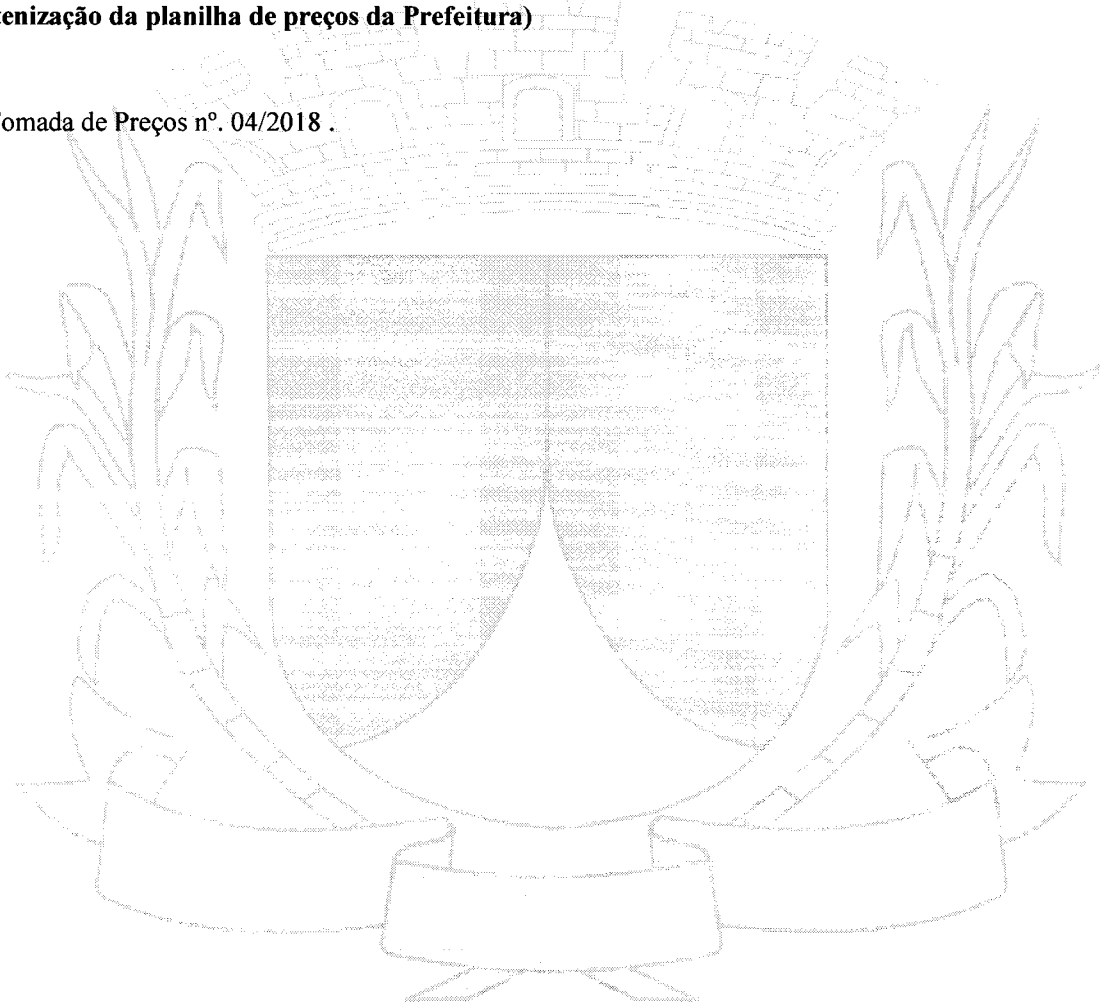 tenização da planilha de preços da Prefeitura)
Tomada de Preços nº. 04/2018 .